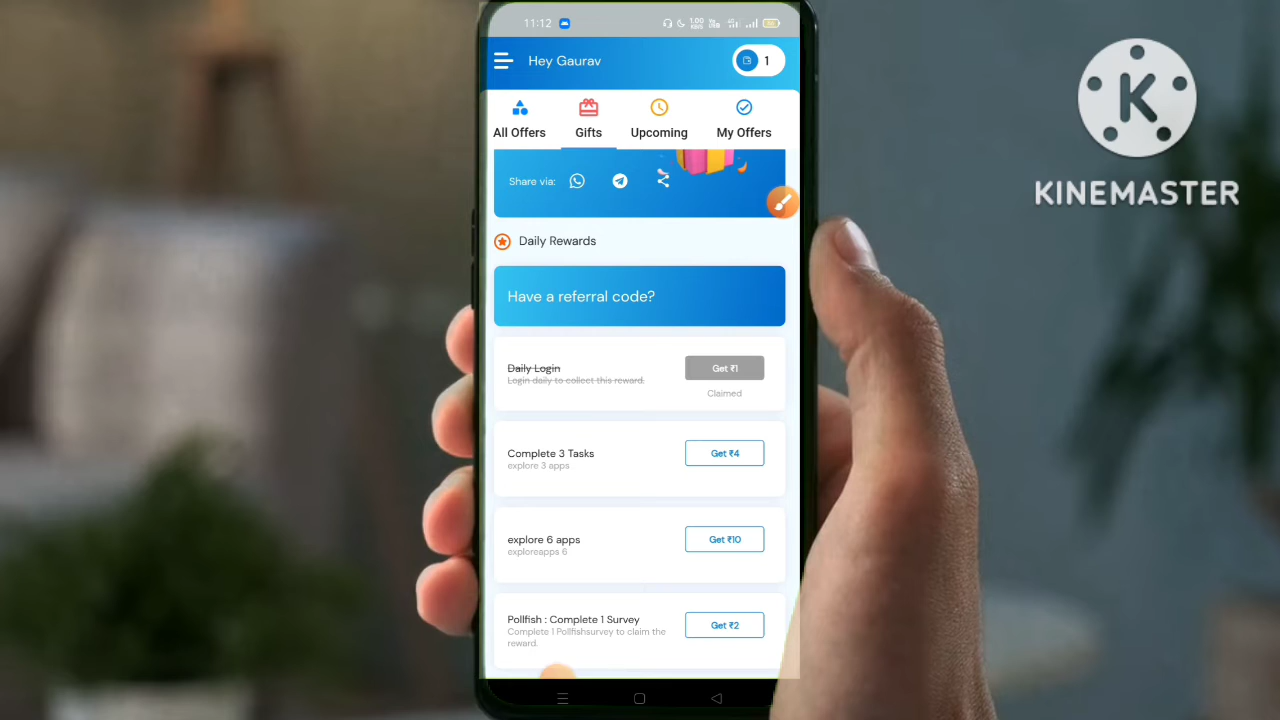 11:12
1.00
Hey Gaurav
1
All Offers
Gifts
Upcoming
My Offers
Share via:
Daily Rewards
Have a referral code?
Daily Login
Login daily to collect this reward.
Get ₹1
Claimed
Complete 3 Tasks
explore 3 apps
Get ₹4
explore 6 apps
exploreapps 6
Get ₹10
Pollfish : Complete 1 Survey
Complete 1 Pollfishsurvey to claim the
reward.
Get ₹2
K
KINEMASTER